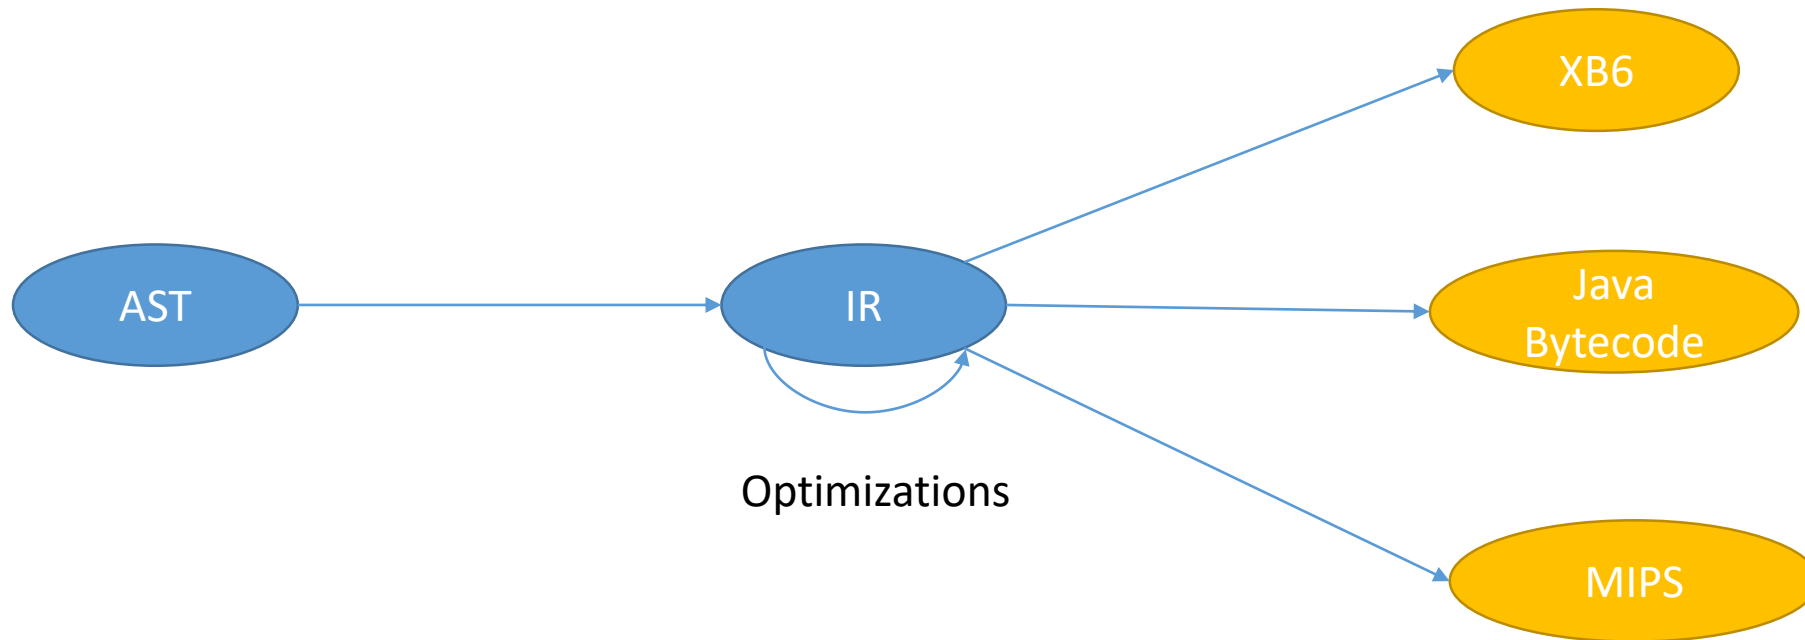 XB6
AST
IR
Java
Bytecode
Optimizations
MIPS